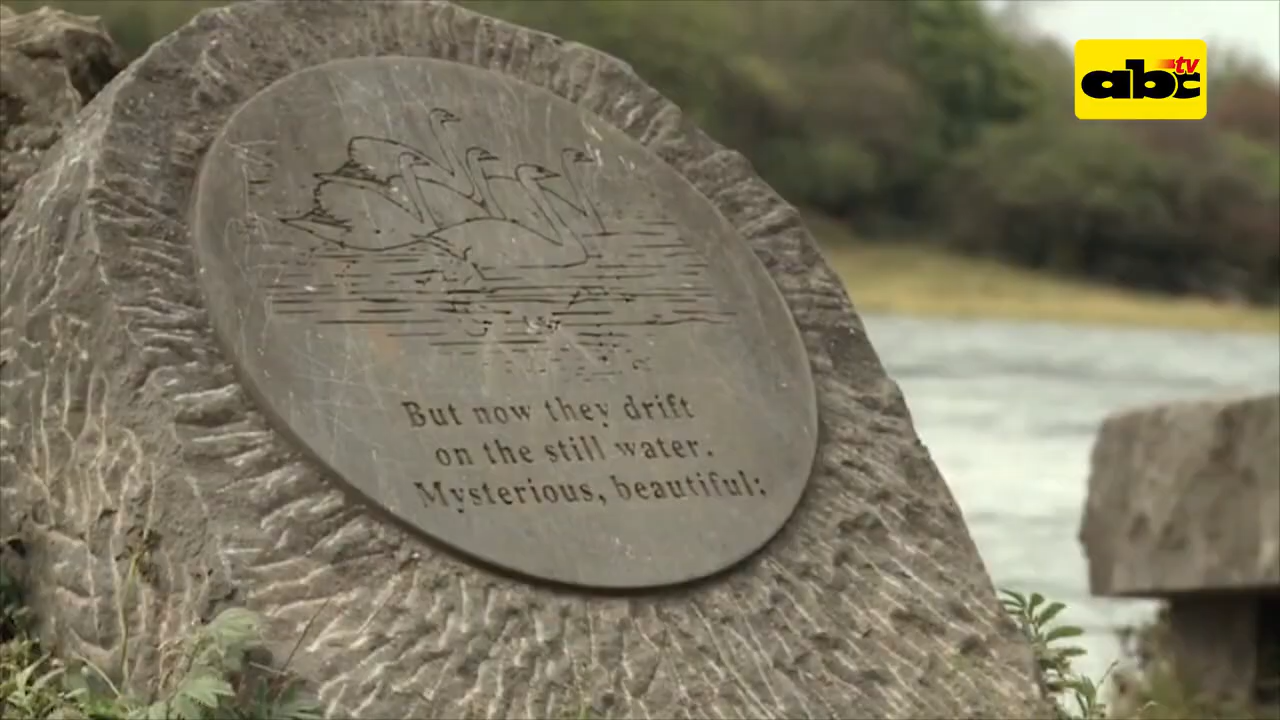 abc tv
But now they drift
on the still water.
Mysterious, beautiful;